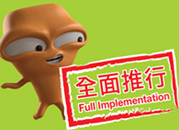 全面推行
Full Implementation